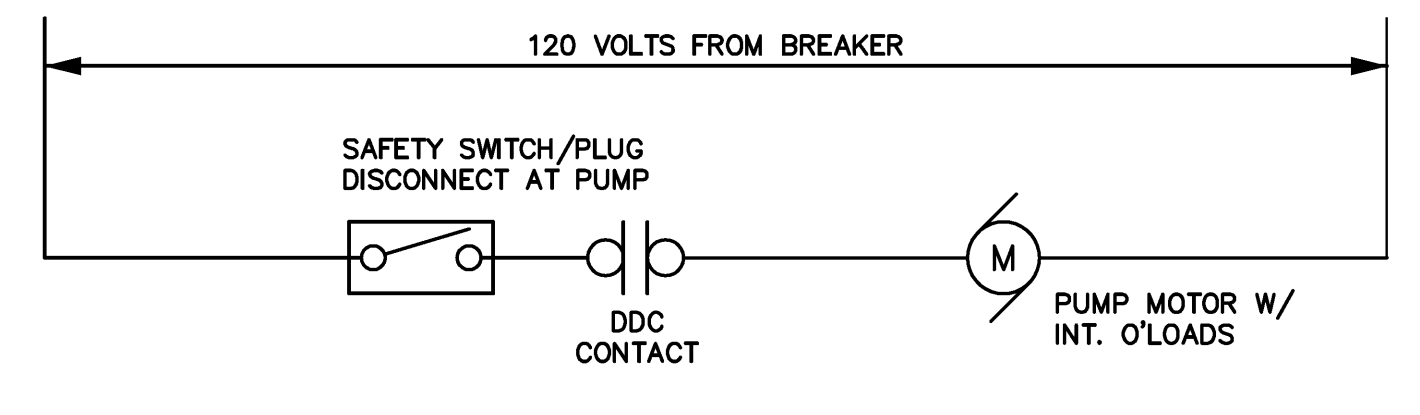 120 VOLTS FROM BREAKER
SAFETY SWITCH/PLUG
DISCONNECT AT PUMP
DDC
CONTACT
M
PUMP MOTOR W/
INT. O'LOADS